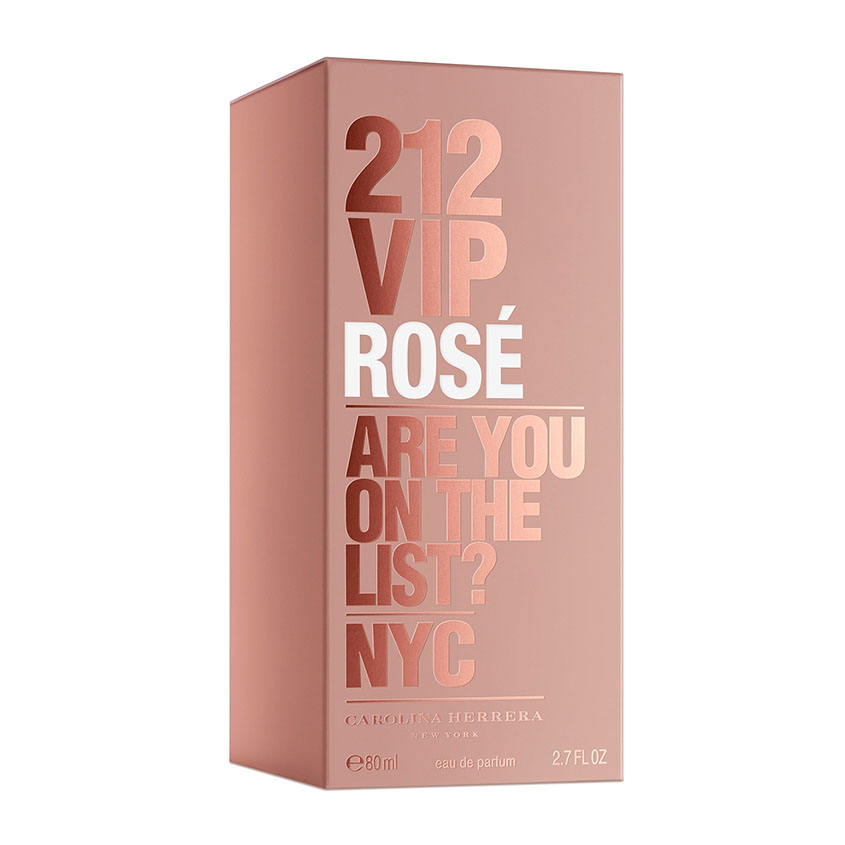 212
VIP
ROSÉ
ARE YOU
ON THE
LIST?
NYC
CAROLINA HERRERA
NEW YORK
℮80ml eau de parfum 2.7 FL OZ